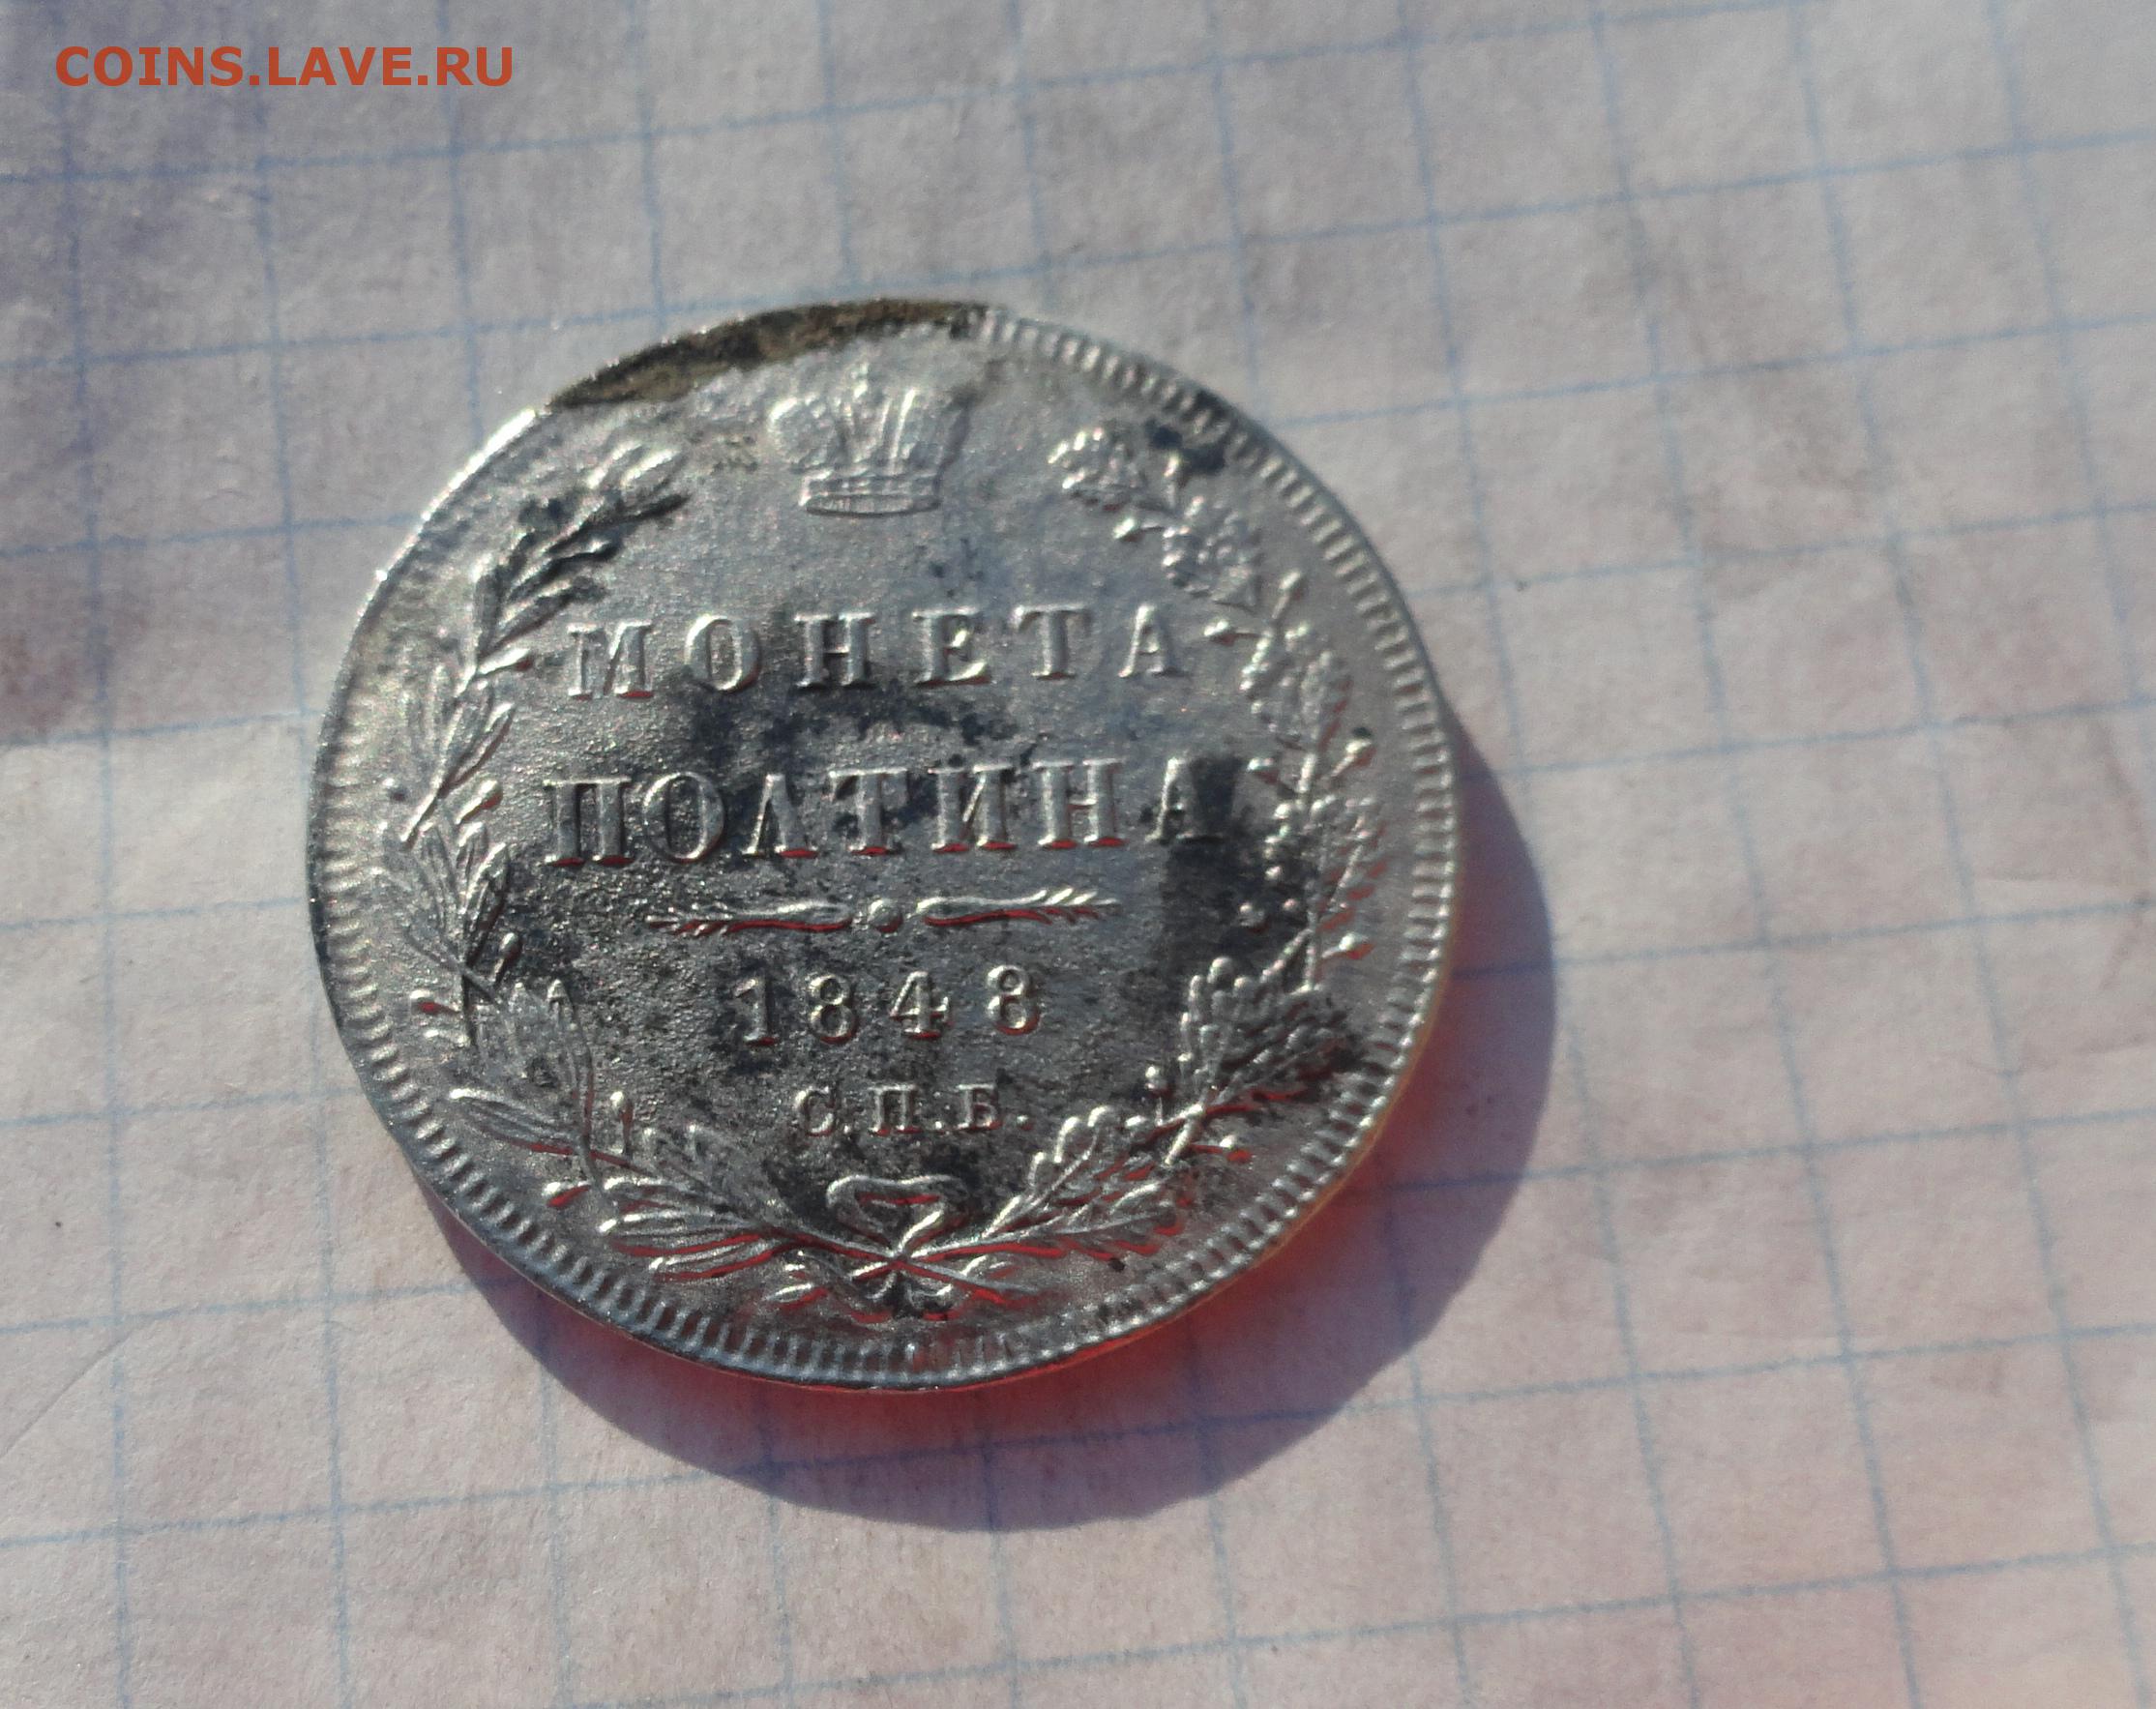 COINS.LAVE.RU
МОНЕТА
ПОЛТИНА
1848
С.П.Б.